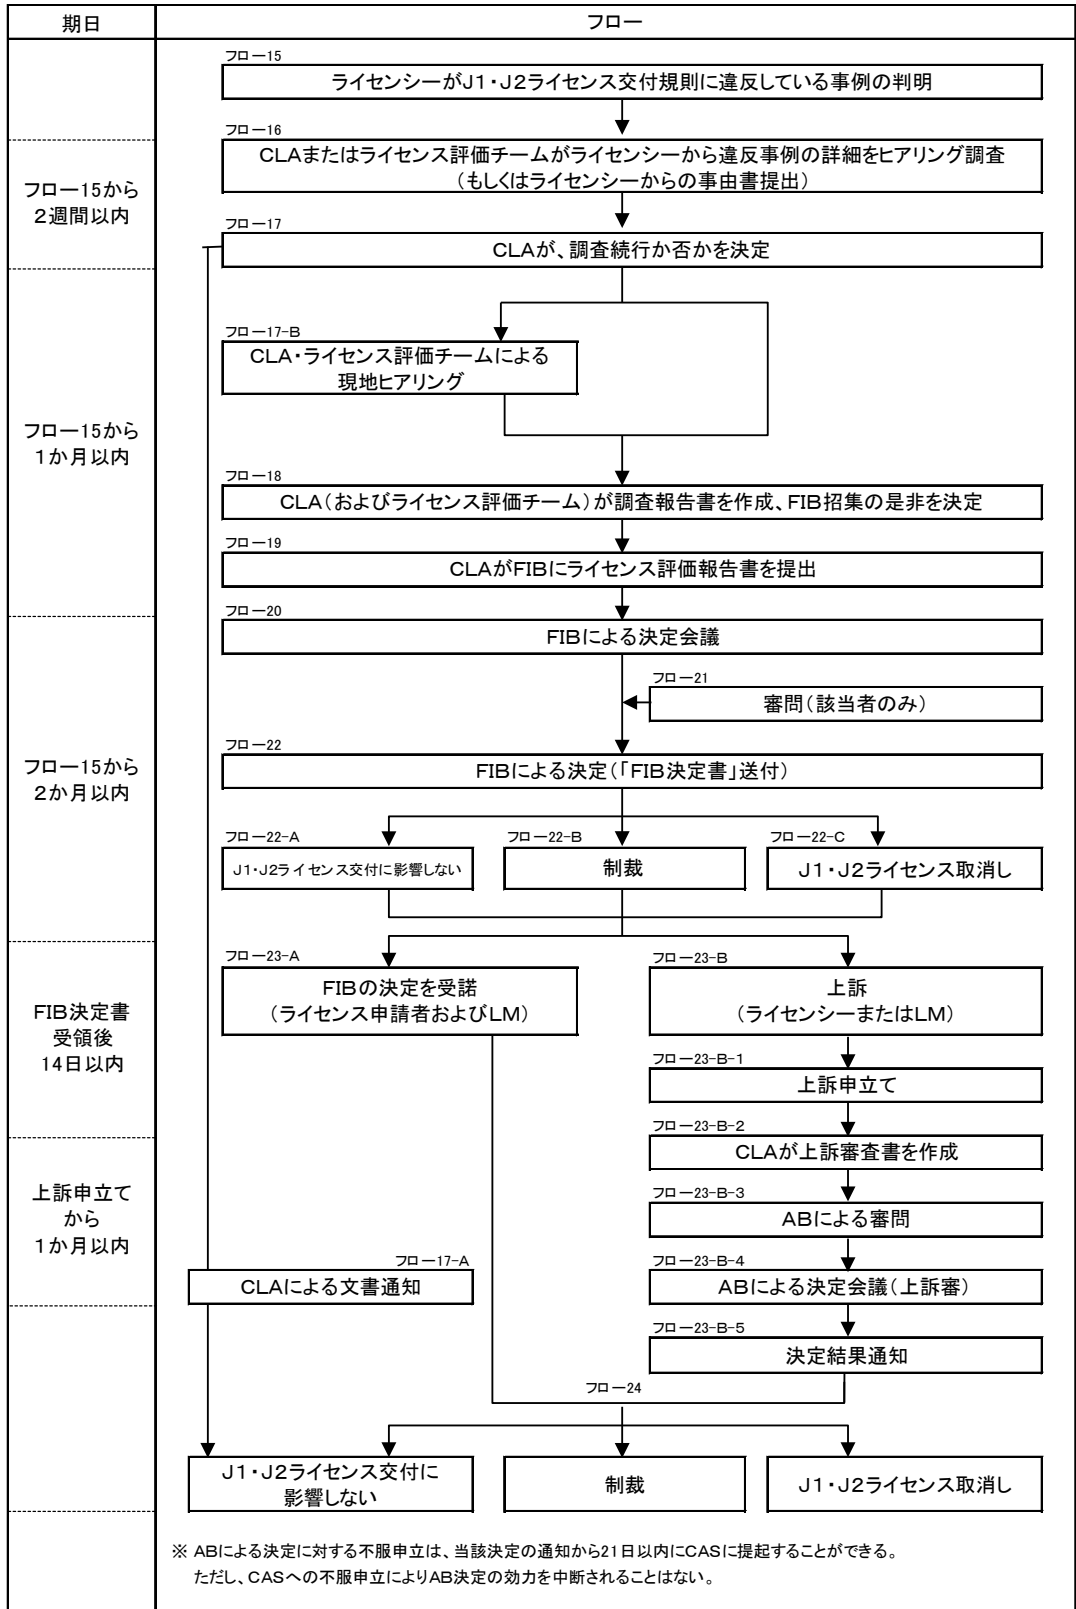 期日
フロー
フロー15
ライセンシーがJ1・J2ライセンス交付規則に違反している事例の判明
フロー15から
2週間以内
フロー16
CLAまたはライセンス評価チームがライセンシーから違反事例の詳細をヒアリング調査
（もしくはライセンシーからの事由書提出）
フロー17
CLAが、調査続行か否かを決定
フロー15から
1か月以内
フロー17-B
CLA・ライセンス評価チームによる
現地ヒアリング
フロー18
CLA（およびライセンス評価チーム）が調査報告書を作成、FIB招集の是非を決定
フロー19
CLAがFIBにライセンス評価報告書を提出
フロー15から
2か月以内
フロー20
FIBによる決定会議
フロー21
審問（該当者のみ）
フロー22
FIBによる決定（「FIB決定書」送付）
フロー22-A
J1・J2ライセンス交付に影響しない
フロー22-B
制裁
フロー22-C
J1・J2ライセンス取消し
FIB決定書
受領後
14日以内
フロー23-A
FIBの決定を受諾
（ライセンス申請者およびLM）
フロー23-B
上訴
（ライセンシーまたはLM）
フロー23-B-1
上訴申立て
フロー23-B-2
CLAが上訴審査書を作成
上訴申立て
から
1か月以内
フロー23-B-3
ABによる審問
フロー17-A
CLAによる文書通知
フロー23-B-4
ABによる決定会議（上訴審）
フロー23-B-5
決定結果通知
フロー24
J1・J2ライセンス交付に
影響しない
制裁
J1・J2ライセンス取消し
※ ABによる決定に対する不服申立は、当該決定の通知から21日以内にCASに提起することができる。
ただし、CASへの不服申立によりAB決定の効力を中断されることはない。